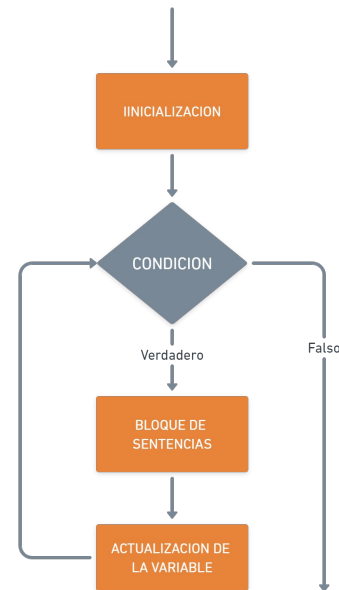 IINICIALIZACION
CONDICION
Verdadero
Falso
BLOQUE DE
SENTENCIAS
ACTUALIZACION DE
LA VARIABLE